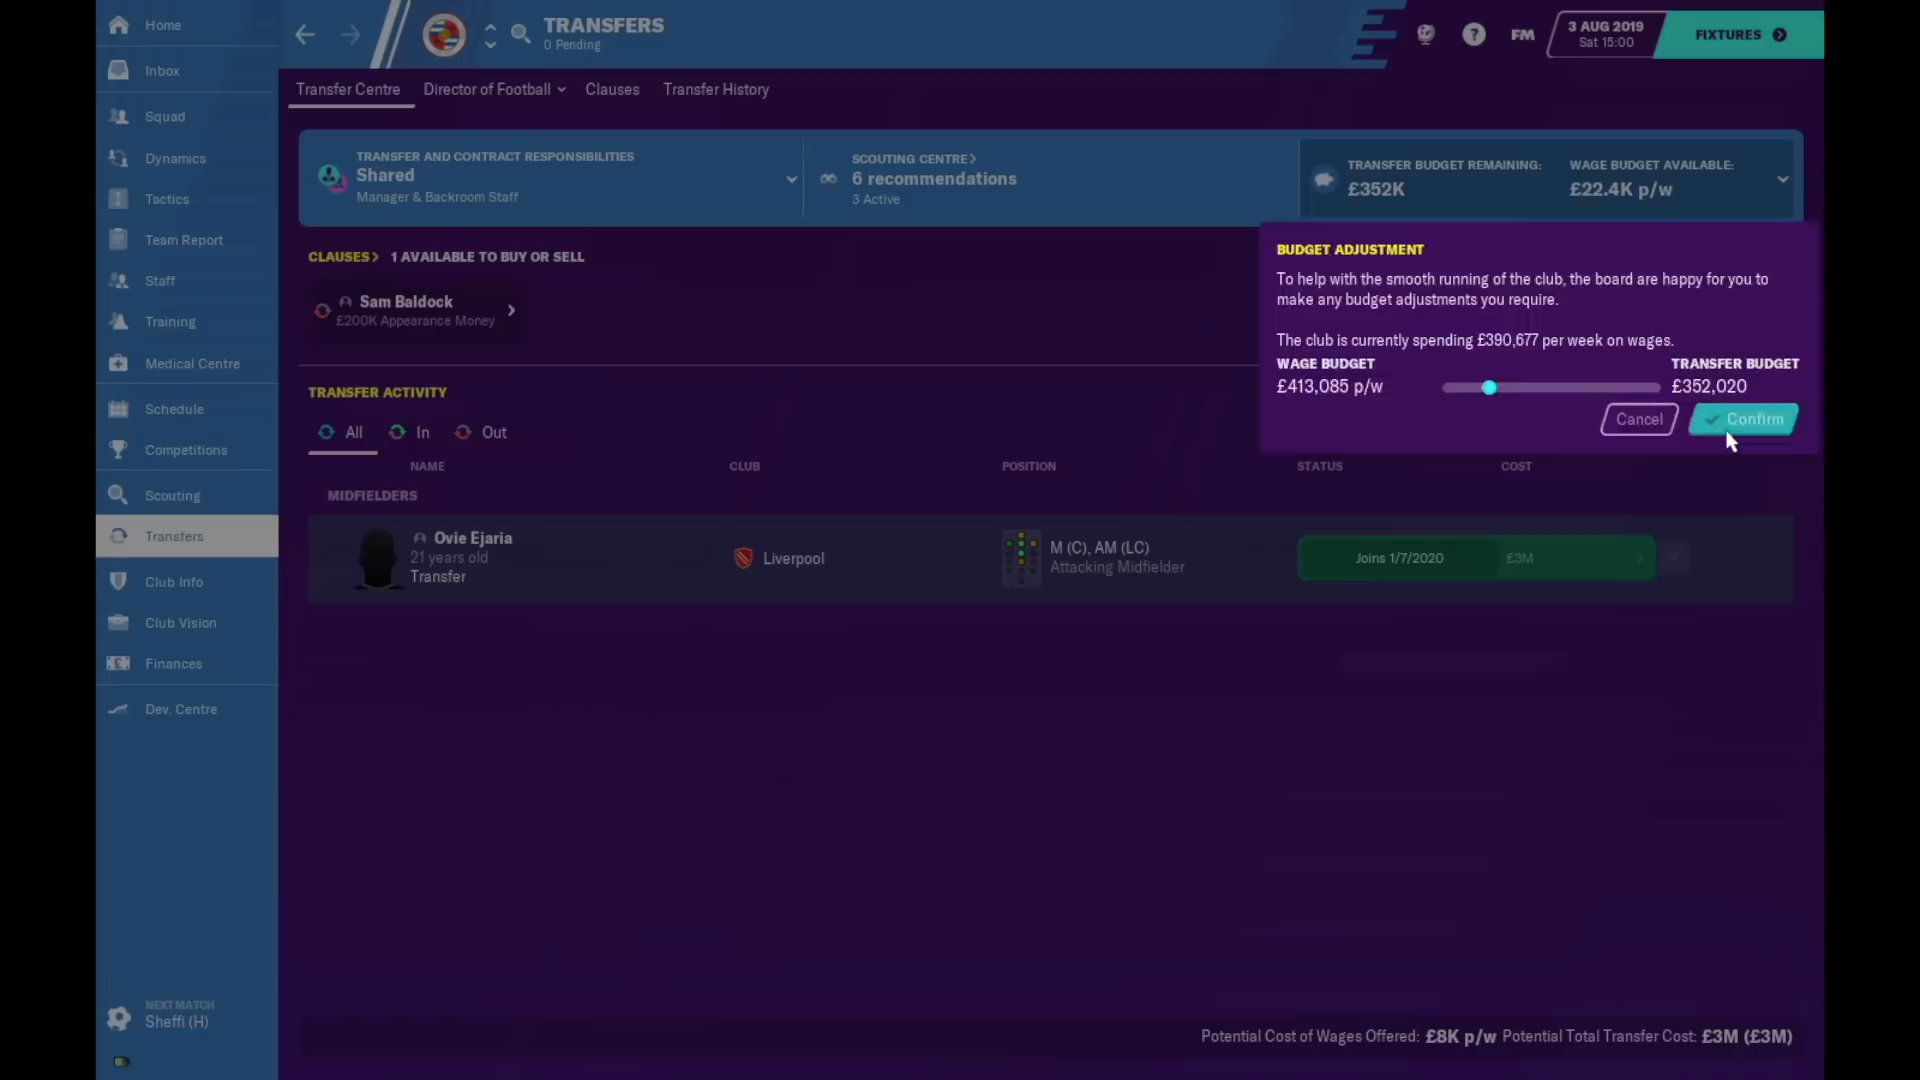 Home
Inbox
Squad
Dynamics
Tactics
Team Report
Staff
Training
Medical Centre
Schedule
Competitions
Scouting
Transfers
Club Info
Club Vision
Finances
Dev. Centre
NEXT MATCH
Sheffi (H)
TRANSFERS
0 Pending
?
FM
3 AUG 2019
Sat 15:00
FIXTURES
Transfer Centre
Director of Football
Clauses
Transfer History
TRANSFER AND CONTRACT RESPONSIBILITIES
Shared
Manager & Backroom Staff
SCOUTING CENTRE>
6 recommendations
3 Active
TRANSFER BUDGET REMAINING:
£352K
WAGE BUDGET AVAILABLE:
£22.4K p/w
CLAUSES> 1 AVAILABLE TO BUY OR SELL
Sam Baldock
£200K Appearance Money
BUDGET ADJUSTMENT
To help with the smooth running of the club, the board are happy for you to
make any budget adjustments you require.
The club is currently spending £390,677 per week on wages.
WAGE BUDGET
£413,085 p/w
TRANSFER BUDGET
£352,020
Cancel
Confirm
TRANSFER ACTIVITY
All
In
Out
NAME CLUB POSITION STATUS COST
MIDFIELDERS
Ovie Ejaria
21 years old
Transfer
Liverpool
M (C), AM (LC)
Attacking Midfielder
Joins 1/7/2020
£3M
Potential Cost of Wages Offered: £8K p/w Potential Total Transfer Cost: £3M (£3M)